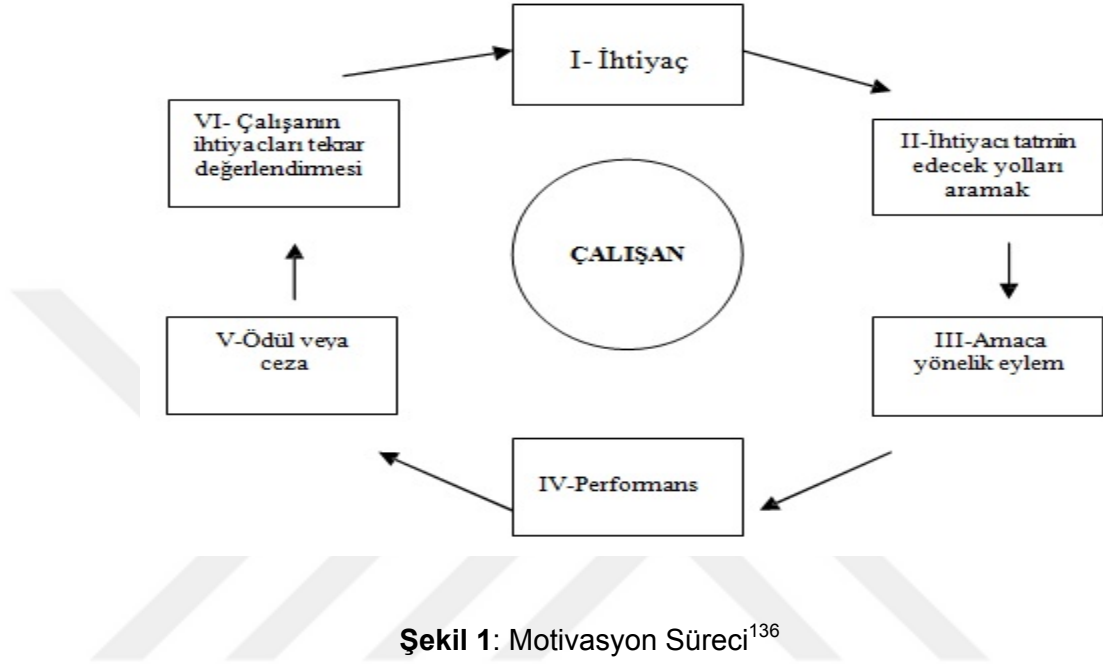 I- İhtiyaç
II-İhtiyacı tatmin
edecek yolları
aramak
III-Amaca
yönelik eylem
IV-Performans
V-Ödül veya
ceza
VI- Çalışanın
ihtiyacları tekrar
değerlendirmesi
ÇALIŞAN
Şekil 1: Motivasyon Süreci136